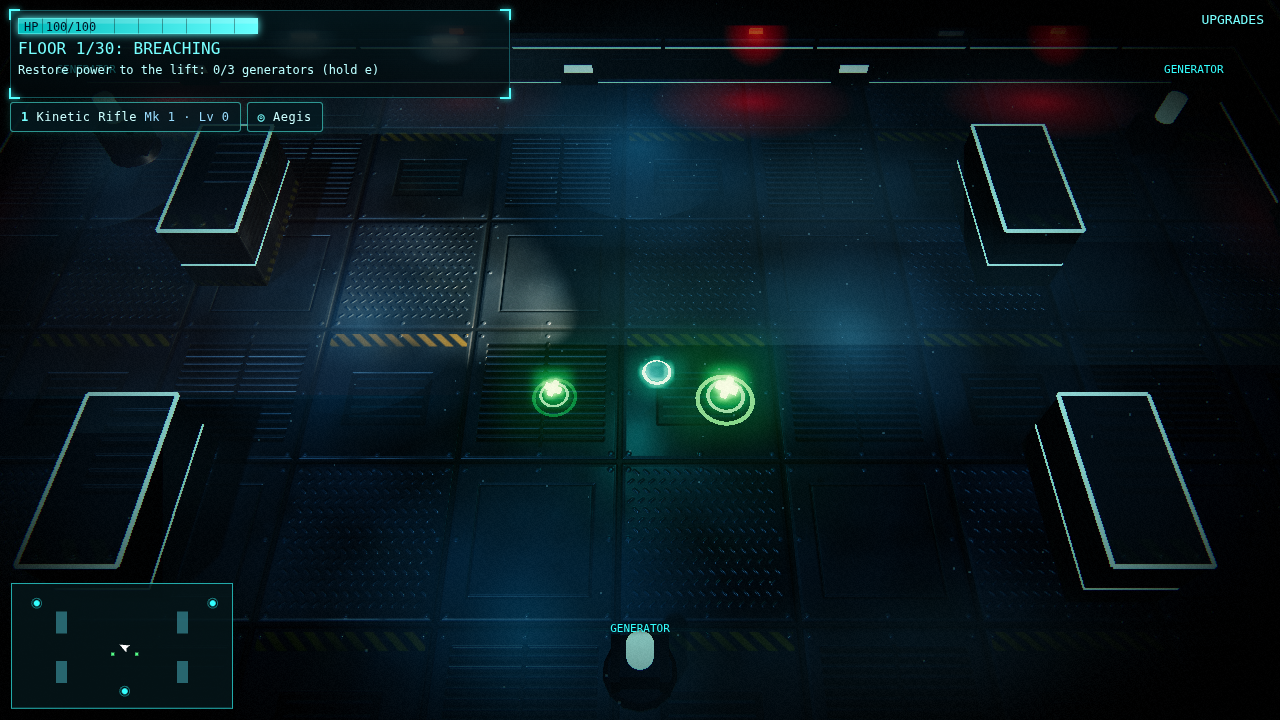 HP 100/100
UPGRADES
FLOOR 1/30: BREACHING
Restore power to the lift: 0/3 generators (hold e)
GENERATOR
1 Kinetic Rifle Mk 1 · Lv 0
◎ Aegis
GENERATOR